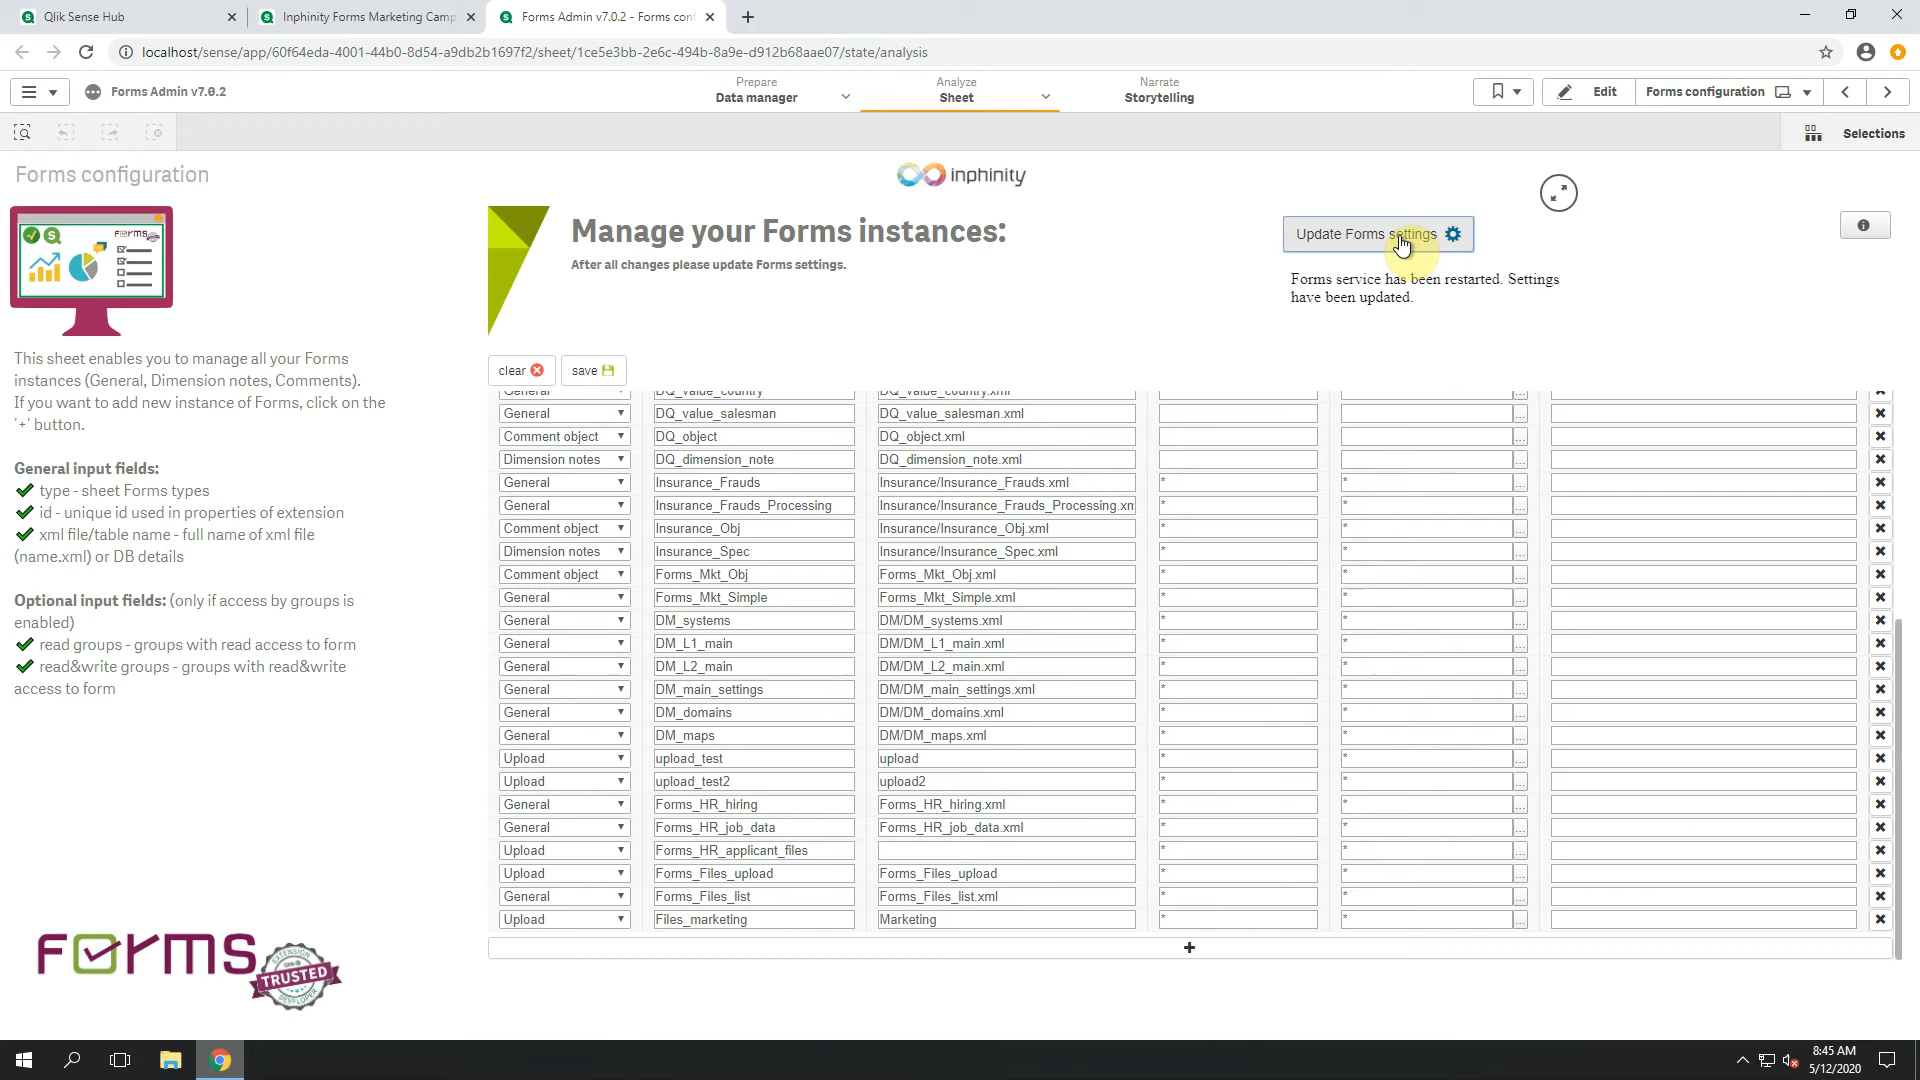 Qlik Sense Hub
Inphinity Forms Marketing Camp
Forms Admin v7.0.2 - Forms con
localhost/sense/app/60f64eda-4001-44b0-8d54-a9db2b1697f2/sheet/1ce5e3bb-2e6c-494b-8a9e-d912b68aae07/state/analysis
Forms Admin v7.0.2
Prepare
Data manager
Analyze
Sheet
Narrate
Storytelling
Edit
Forms configuration
Selections
Forms configuration
inphinity
FORMS
Manage your Forms instances:
After all changes please update Forms settings.
Update Forms settings
Forms service has been restarted. Settings
have been updated.
This sheet enables you to manage all your Forms
instances (General, Dimension notes, Comments).
If you want to add new instance of Forms, click on the
'+' button.
General input fields:
type - sheet Forms types
id - unique id used in properties of extension
xml file/table name - full name of xml file
(name.xml) or DB details
Optional input fields: (only if access by groups is
enabled)
read groups - groups with read access to form
read&write groups - groups with read&write
access to form
clear
save
General DQ_value_country DQ_value_country.xml ...
General DQ_value_salesman DQ_value_salesman.xml ...
Comment object DQ_object DQ_object.xml ...
Dimension notes DQ_dimension_note DQ_dimension_note.xml ...
General Insurance_Frauds Insurance/Insurance_Frauds.xml * * ...
General Insurance_Frauds_Processing Insurance/Insurance_Frauds_Processing.xm * * ...
Comment object Insurance_Obj Insurance/Insurance_Obj.xml * * ...
Dimension notes Insurance_Spec Insurance/Insurance_Spec.xml * * ...
Comment object Forms_Mkt_Obj Forms_Mkt_Obj.xml * * ...
General Forms_Mkt_Simple Forms_Mkt_Simple.xml * * ...
General DM_systems DM/DM_systems.xml * * ...
General DM_L1_main DM/DM_L1_main.xml * * ...
General DM_L2_main DM/DM_L2_main.xml * * ...
General DM_main_settings DM/DM_main_settings.xml * * ...
General DM_domains DM/DM_domains.xml * * ...
General DM_maps DM/DM_maps.xml * * ...
Upload upload_test upload * * ...
Upload upload_test2 upload2 * * ...
General Forms_HR_hiring Forms_HR_hiring.xml * * ...
General Forms_HR_job_data Forms_HR_job_data.xml * * ...
Upload Forms_HR_applicant_files * * ...
Upload Forms_Files_upload Forms_Files_upload * * ...
General Forms_Files_list Forms_Files_list.xml * * ...
Upload Files_marketing Marketing * * ...
+
FORMS
EXTENSION
TRUSTED
DEVELOPER
8:45 AM
5/12/2020